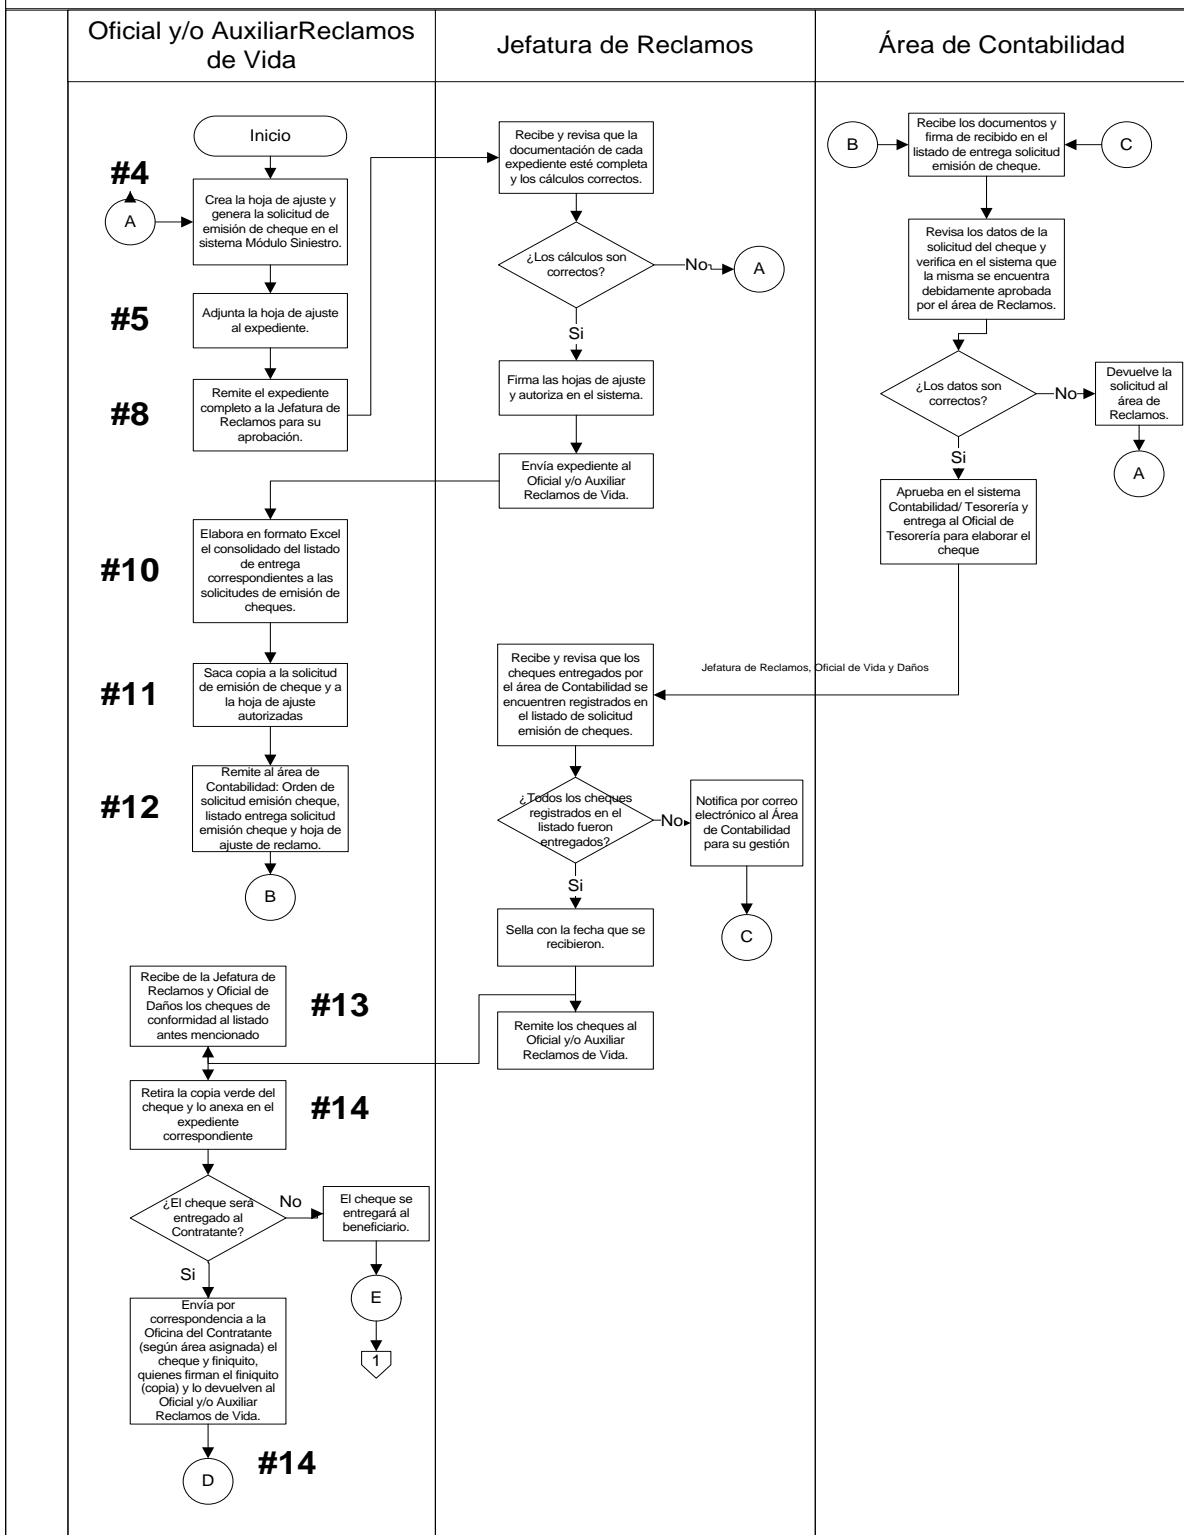 Oficial y/o AuxiliarReclamos
de Vida
Jefatura de Reclamos
Área de Contabilidad
Inicio
#4
A
Crea la hoja de ajuste y
genera la solicitud de
emisión de cheque en el
sistema Módulo Siniestro.
#5
Adjunta la hoja de ajuste
al expediente.
#8
Remite el expediente
completo a la Jefatura de
Reclamos para su
aprobación.
#10
Elabora en formato Excel
el consolidado del listado
de entrega
correspondientes a las
solicitudes de emisión de
cheques.
#11
Saca copia a la solicitud
de emisión de cheque y a
la hoja de ajuste
autorizadas
#12
Remite al área de
Contabilidad: Orden de
solicitud emisión cheque,
listado entrega solicitud
emisión cheque y hoja de
ajuste de reclamo.
B
Recibe de la Jefatura de
Reclamos y Oficial de
Daños los cheques de
conformidad al listado
antes mencionado
#13
Retira la copia verde del
cheque y lo anexa en el
expediente
correspondiente
#14
¿El cheque será
entregado al
Contratante?
No
El cheque se
entregará al
beneficiario.
E
1
Si
Envía por
correspondencia a la
Oficina del Contratante
(según área asignada) el
cheque y finiquito,
quienes firman el finiquito
(copia) y lo devuelven al
Oficial y/o Auxiliar
Reclamos de Vida.
#14
D
Recibe y revisa que la
documentación de cada
expediente esté completa
y los cálculos correctos.
¿Los cálculos son
correctos?
No
A
Si
Firma las hojas de ajuste
y autoriza en el sistema.
Envía expediente al
Oficial y/o Auxiliar
Reclamos de Vida.
Recibe y revisa que los
cheques entregados por
el área de Contabilidad se
encuentren registrados en
el listado de solicitud
emisión de cheques.
Jefatura de Reclamos, Oficial de Vida y Daños
¿Todos los cheques
registrados en el
listado fueron
entregados?
No
Notifica por correo
electrónico al Área
de Contabilidad
para su gestión
C
Si
Sella con la fecha que se
recibieron.
Remite los cheques al
Oficial y/o Auxiliar
Reclamos de Vida.
B
Recibe los documentos y
firma de recibido en el
listado de entrega solicitud
emisión de cheque.
C
Revisa los datos de la
solicitud del cheque y
verifica en el sistema que
la misma se encuentra
debidamente aprobada
por el área de Reclamos.
¿Los datos son
correctos?
No
Devuelve la
solicitud al
área de
Reclamos.
A
Si
Aprueba en el sistema
Contabilidad/ Tesorería y
entrega al Oficial de
Tesorería para elaborar el
cheque